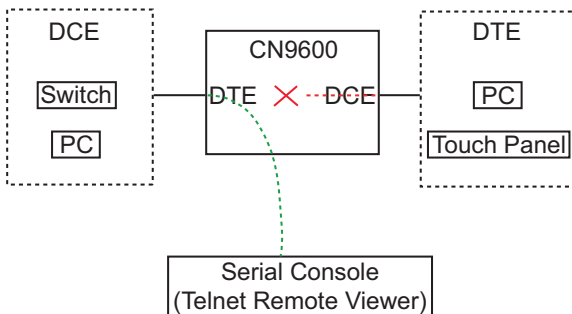 DCE
Switch
PC
CN9600
DTE
DCE
DTE
PC
Touch Panel
Serial Console
(Telnet Remote Viewer)